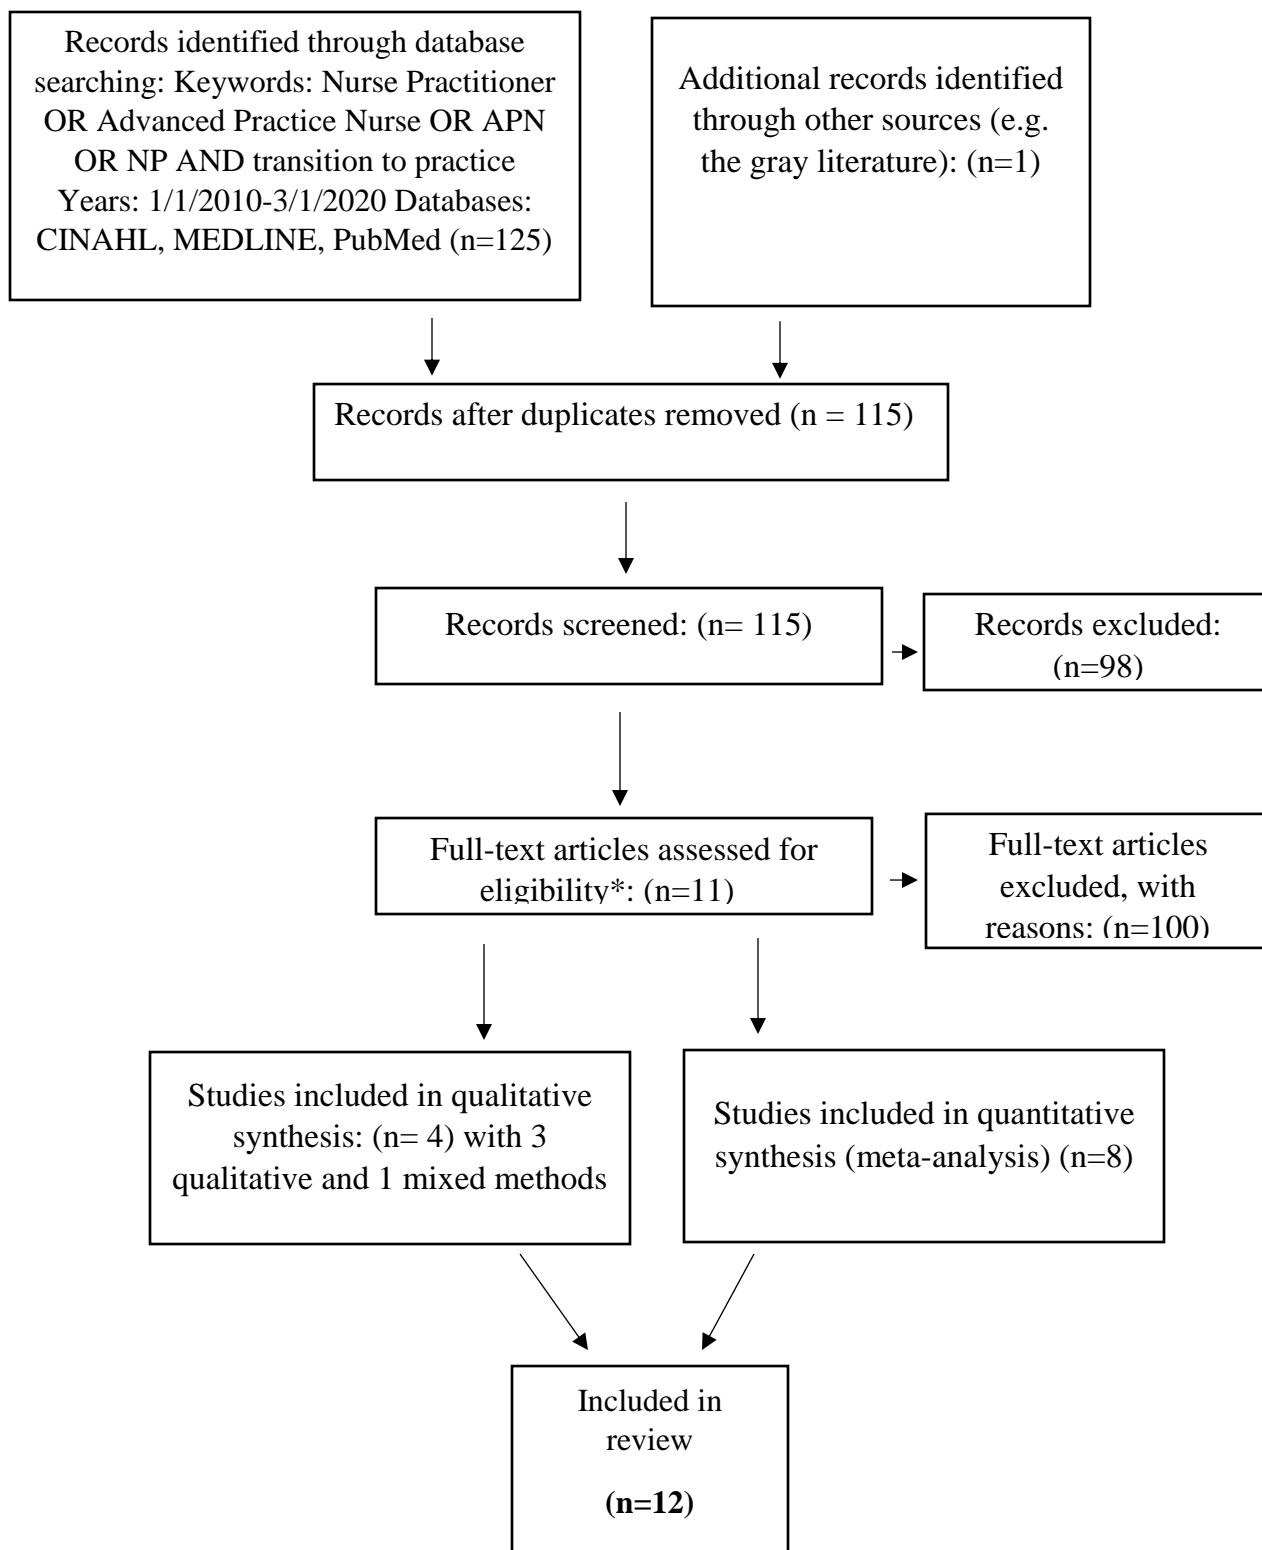 Records identified through database
searching: Keywords: Nurse Practitioner
OR Advanced Practice Nurse OR APN
OR NP AND transition to practice
Years: 1/1/2010-3/1/2020 Databases:
CINAHL, MEDLINE, PubMed (n=125)
Additional records identified
through other sources (e.g.
the gray literature): (n=1)
Records after duplicates removed (n = 115)
Records screened: (n= 115)
Records excluded:
(n=98)
Full-text articles assessed for
eligibility*: (n=11)
Full-text articles
excluded, with
reasons: (n=100)
Studies included in qualitative
synthesis: (n= 4) with 3
qualitative and 1 mixed methods
Studies included in quantitative
synthesis (meta-analysis) (n=8)
Included in
review
(n=12)